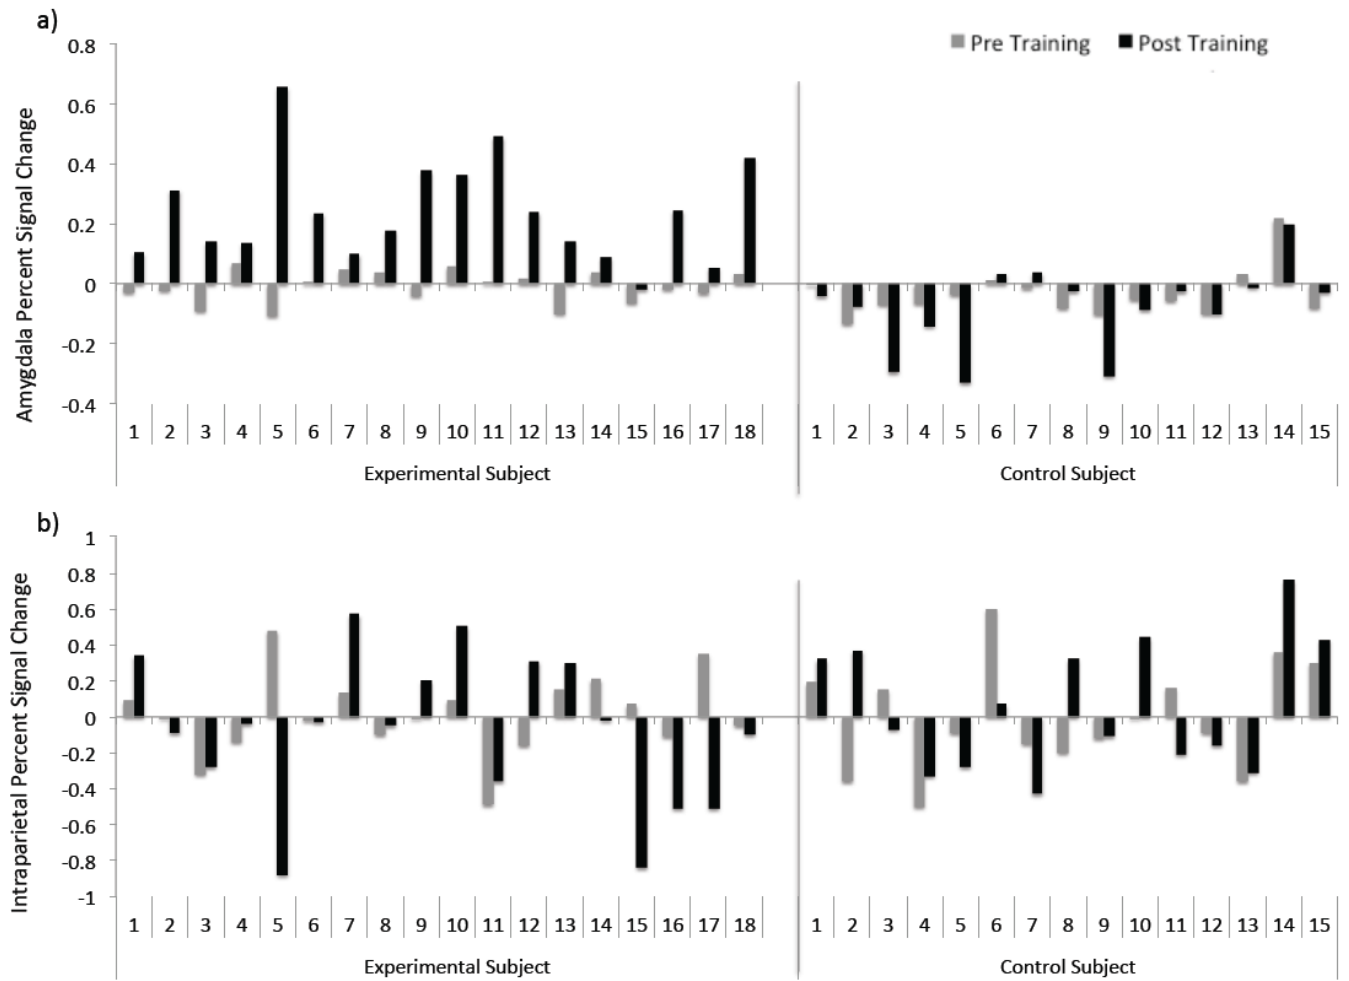 a)
Pre Training Post Training
Amygdala Percent Signal Change
0.8
0.6
0.4
0.2
0
-0.2
-0.4
1 2 3 4 5 6 7 8 9 10 11 12 13 14 15 16 17 18 1 2 3 4 5 6 7 8 9 10 11 12 13 14 15
Experimental Subject Control Subject
b)
Intraparietal Percent Signal Change
1
0.8
0.6
0.4
0.2
0
-0.2
-0.4
-0.6
-0.8
-1
1 2 3 4 5 6 7 8 9 10 11 12 13 14 15 16 17 18 1 2 3 4 5 6 7 8 9 10 11 12 13 14 15
Experimental Subject Control Subject